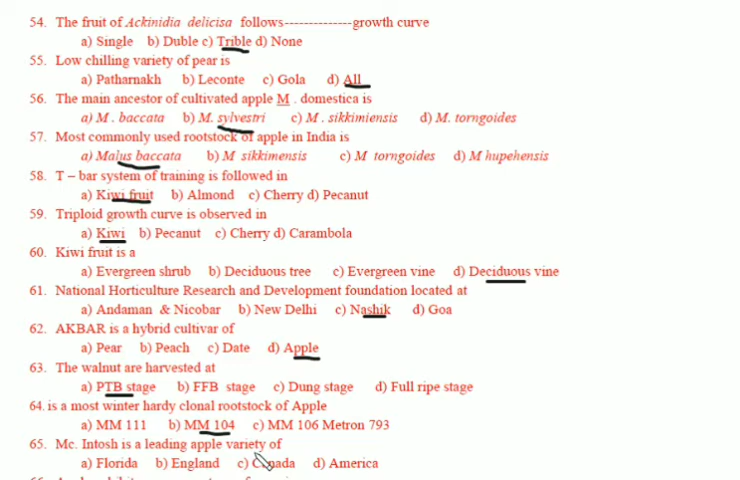 54. The fruit of Ackinidia delicisa follows--------------growth curve
a) Single b) Duble c) Trible d) None
55. Low chilling variety of pear is
a) Patharnakh b) Leconte c) Gola d) All
56. The main ancestor of cultivated apple M . domestica is
a) M . baccata b) M. sylvestri c) M . sikkimiensis d) M. torngoides
57. Most commonly used rootstock of apple in India is
a) Malus baccata b) M sikkimensis c) M torngoides d) M hupehensis
58. T – bar system of training is followed in
a) Kiwi fruit b) Almond c) Cherry d) Pecanut
59. Triploid growth curve is observed in
a) Kiwi b) Pecanut c) Cherry d) Carambola
60. Kiwi fruit is a
a) Evergreen shrub b) Deciduous tree c) Evergreen vine d) Deciduous vine
61. National Horticulture Research and Development foundation located at
a) Andaman & Nicobar b) New Delhi c) Nashik d) Goa
62. AKBAR is a hybrid cultivar of
a) Pear b) Peach c) Date d) Apple
63. The walnut are harvested at
a) PTB stage b) FFB stage c) Dung stage d) Full ripe stage
64. is a most winter hardy clonal rootstock of Apple
a) MM 111 b) MM 104 c) MM 106 Metron 793
65. Mc. Intosh is a leading apple variety of
a) Florida b) England c) Canada d) America